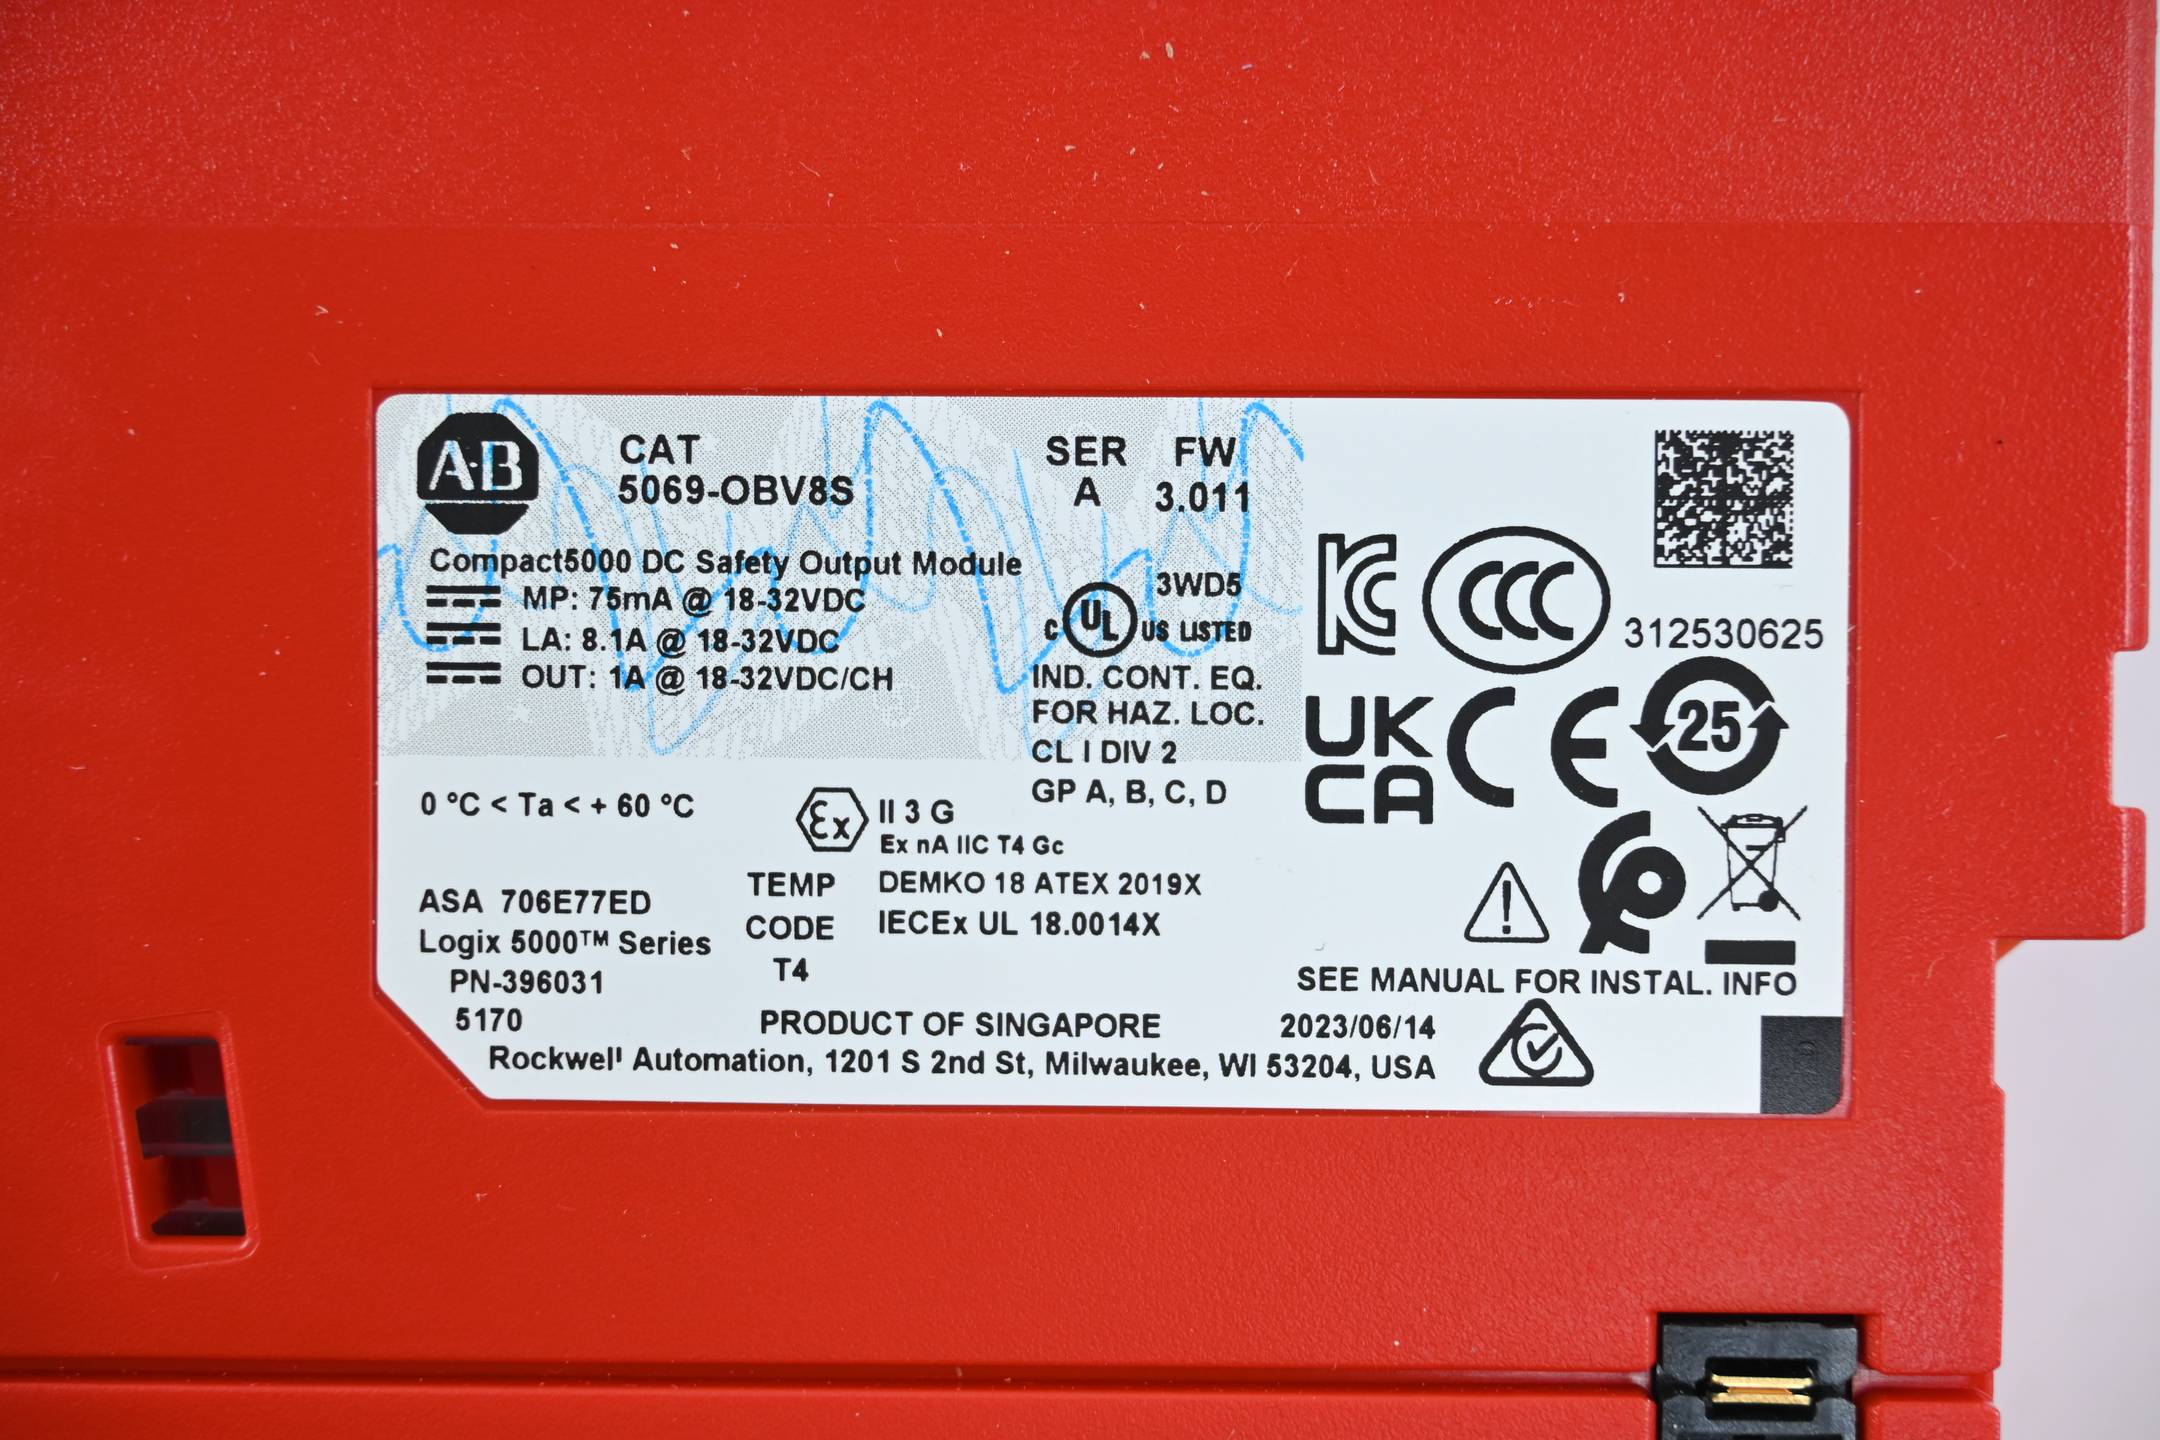 A-B
CAT
5069-OBV8S
SER FW
A 3.011
Compact5000 DC Safety Output Module
MP: 75mA @ 18-32VDC
LA: 8.1A @ 18-32VDC
OUT: 1A @ 18-32VDC/CH
3WD5
C UL US LISTED
IND. CONT. EQ.
FOR HAZ. LOC.
CL I DIV 2
GP A, B, C, D
KC
CCC
312530625
UK
CA
CE
25
0 °C < Ta < + 60 °C
Ex II 3 G
Ex nA IIC T4 Gc
TEMP
CODE
T4
DEMKO 18 ATEX 2019X
IECEx UL 18.0014X
ASA 706E77ED
Logix 5000™ Series
PN-396031
5170
SEE MANUAL FOR INSTAL. INFO
PRODUCT OF SINGAPORE 2023/06/14
Rockwell Automation, 1201 S 2nd St, Milwaukee, WI 53204, USA